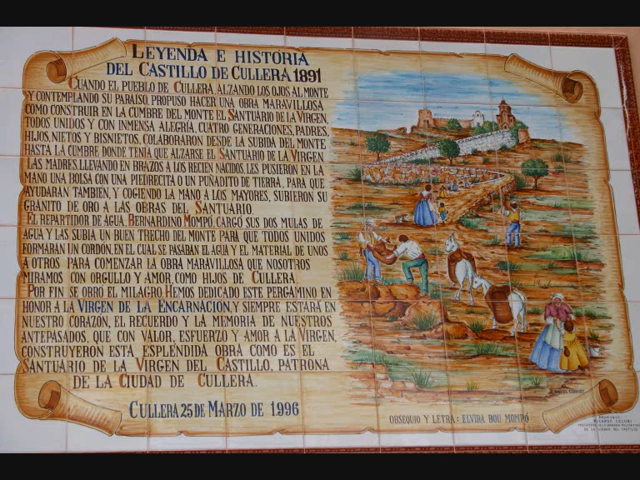 LEYENDA E HISTORIA
DEL CASTILLO DE CULLERA 1891
CUANDO EL PUEBLO DE CULLERA, ALZANDO LOS OJOS AL MONTE
Y CONTEMPLANDO SU PARAISO, PROPUSO HACER UNA OBRA MARAVILLOSA
COMO CONSTRUIR EN LA CUMBRE DEL MONTE EL SANTUARIO DE LA VIRGEN,
TODOS UNIDOS Y CON INMENSA ALEGRÍA, CUATRO GENERACIONES, PADRES,
HIJOS, NIETOS Y BISNIETOS, COLABORARON DESDE LA SUBIDA DEL MONTE
HASTA LA CUMBRE DONDE TENÍA QUE ALZARSE EL SANTUARIO DE LA VIRGEN.
LAS MADRES, LLEVANDO EN BRAZOS A LOS RECIEN NACIDOS, LES PUSIERON EN LA
MANO UNA BOLSA CON UNA PIEDRECITA O UN PUÑADITO DE TIERRA, PARA QUE
AYUDARAN TAMBIEN, Y COGIENDO LA MANO A LOS MAYORES, SUBIERON SU
GRANITO DE ORO A LAS OBRAS DEL SANTUARIO.
EL REPARTIDOR DE AGUA, BERNARDINO MOMPÓ, CARGÓ SUS DOS MULAS DE
AGUA Y LAS SUBIA UN BUEN TRECHO DEL MONTE PARA QUE TODOS UNIDOS
FORMARAN UN CORDÓN, EN EL CUAL SE PASABAN EL AGUA Y EL MATERIAL DE UNOS
A OTROS PARA COMENZAR LA OBRA MARAVILLOSA QUE NOSOTROS
MIRAMOS CON ORGULLO Y AMOR COMO HIJOS DE CULLERA.
POR FIN SE OBRO EL MILAGRO. HEMOS DEDICADO ESTE PERGAMINO EN
HONOR A LA VIRGEN DE LA ENCARNACIÓN, Y SIEMPRE ESTARÁ EN
NUESTRO CORAZÓN, EL RECUERDO Y LA MEMORIA DE NUESTROS
ANTEPASADOS, QUE CON VALOR, ESFUERZO Y AMOR A LA VIRGEN,
CONSTRUYERON ESTA ESPLENDIDA OBRA COMO ES EL
SANTUARIO DE LA VIRGEN DEL CASTILLO, PATRONA
DE LA CIUDAD DE CULLERA.
CULLERA 25 DE MARZO DE 1996
OBSEQUIO Y LETRA: ELVIRA BOU MOMPÓ